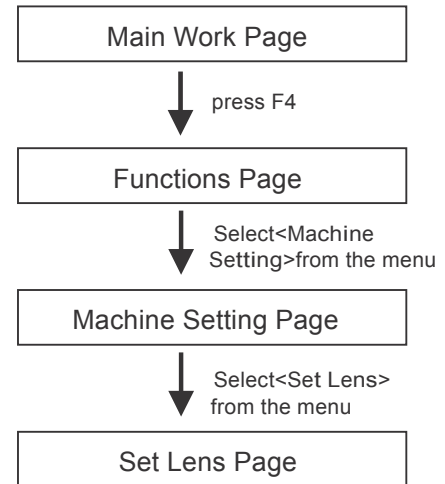 Main Work Page
press F4
Functions Page
Select<Machine
Setting>from the menu
Machine Setting Page
Select<Set Lens>
from the menu
Set Lens Page